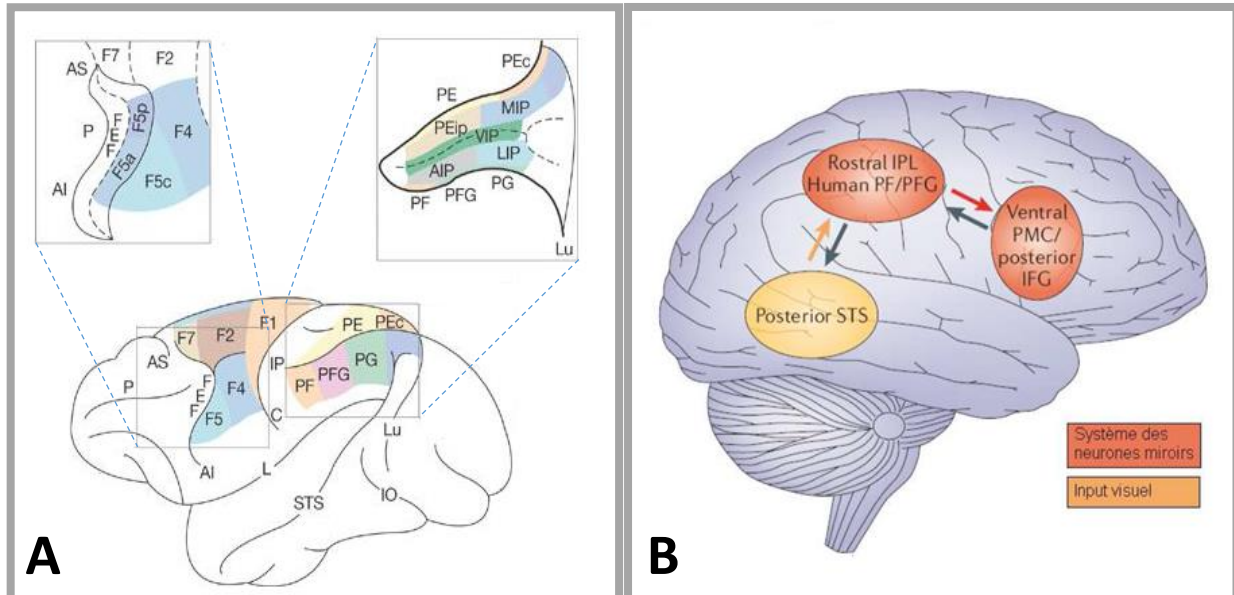 F7
F2
AS
P
F
E
F
F5p
F4
F5a
F5c
AI
PEc
PE
MIP
PEip
VIP
LIP
AIP
PF
PFG
PG
Lu
F7
F2
F1
PE
PEc
AS
IP
PG
PFG
PF
P
F
E
F
F4
F5
C
Lu
AI
L
STS
IO
A
Rostral IPL
Human PF/PFG
Ventral
PMC/
posterior
IFG
Posterior STS
Système des
neurones miroirs
Input visuel
B